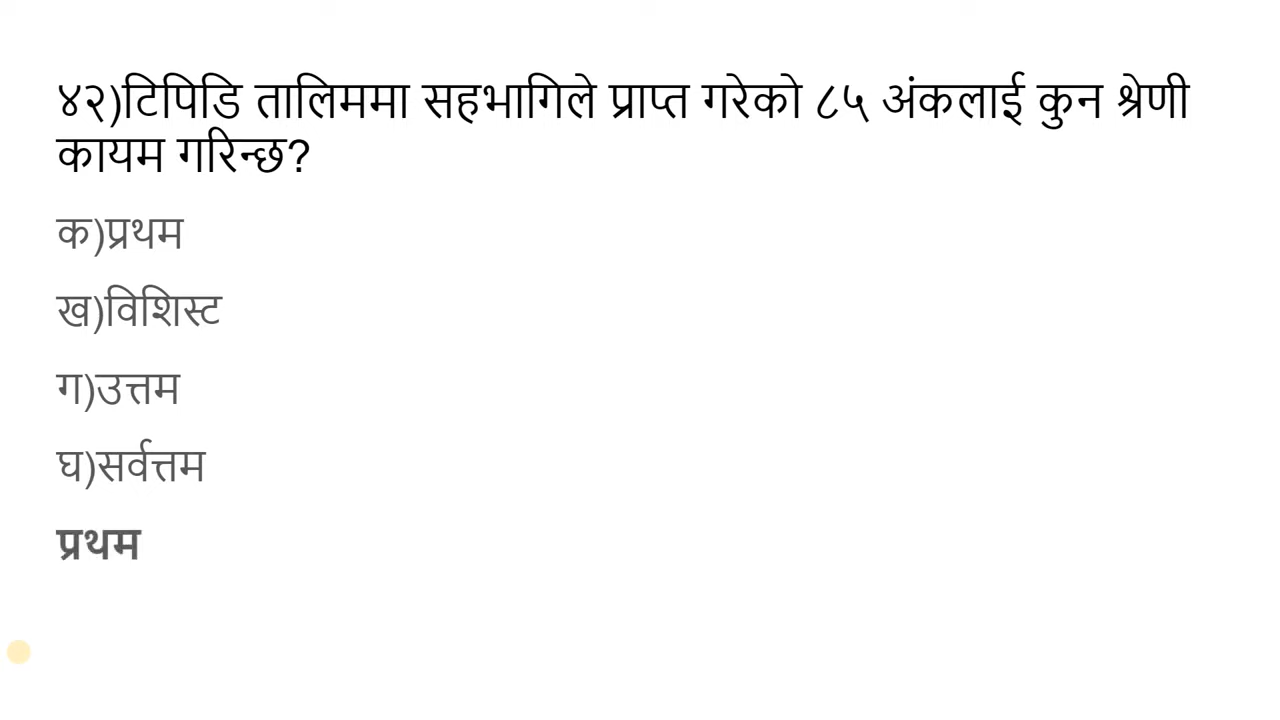 ४२)टिपिडि तालिममा सहभागिले प्राप्त गरेको ८५ अंकलाई कुन श्रेणी
कायम गरिन्छ?
क)प्रथम
ख)विशिस्ट
ग)उत्तम
घ)सर्वत्तम
प्रथम